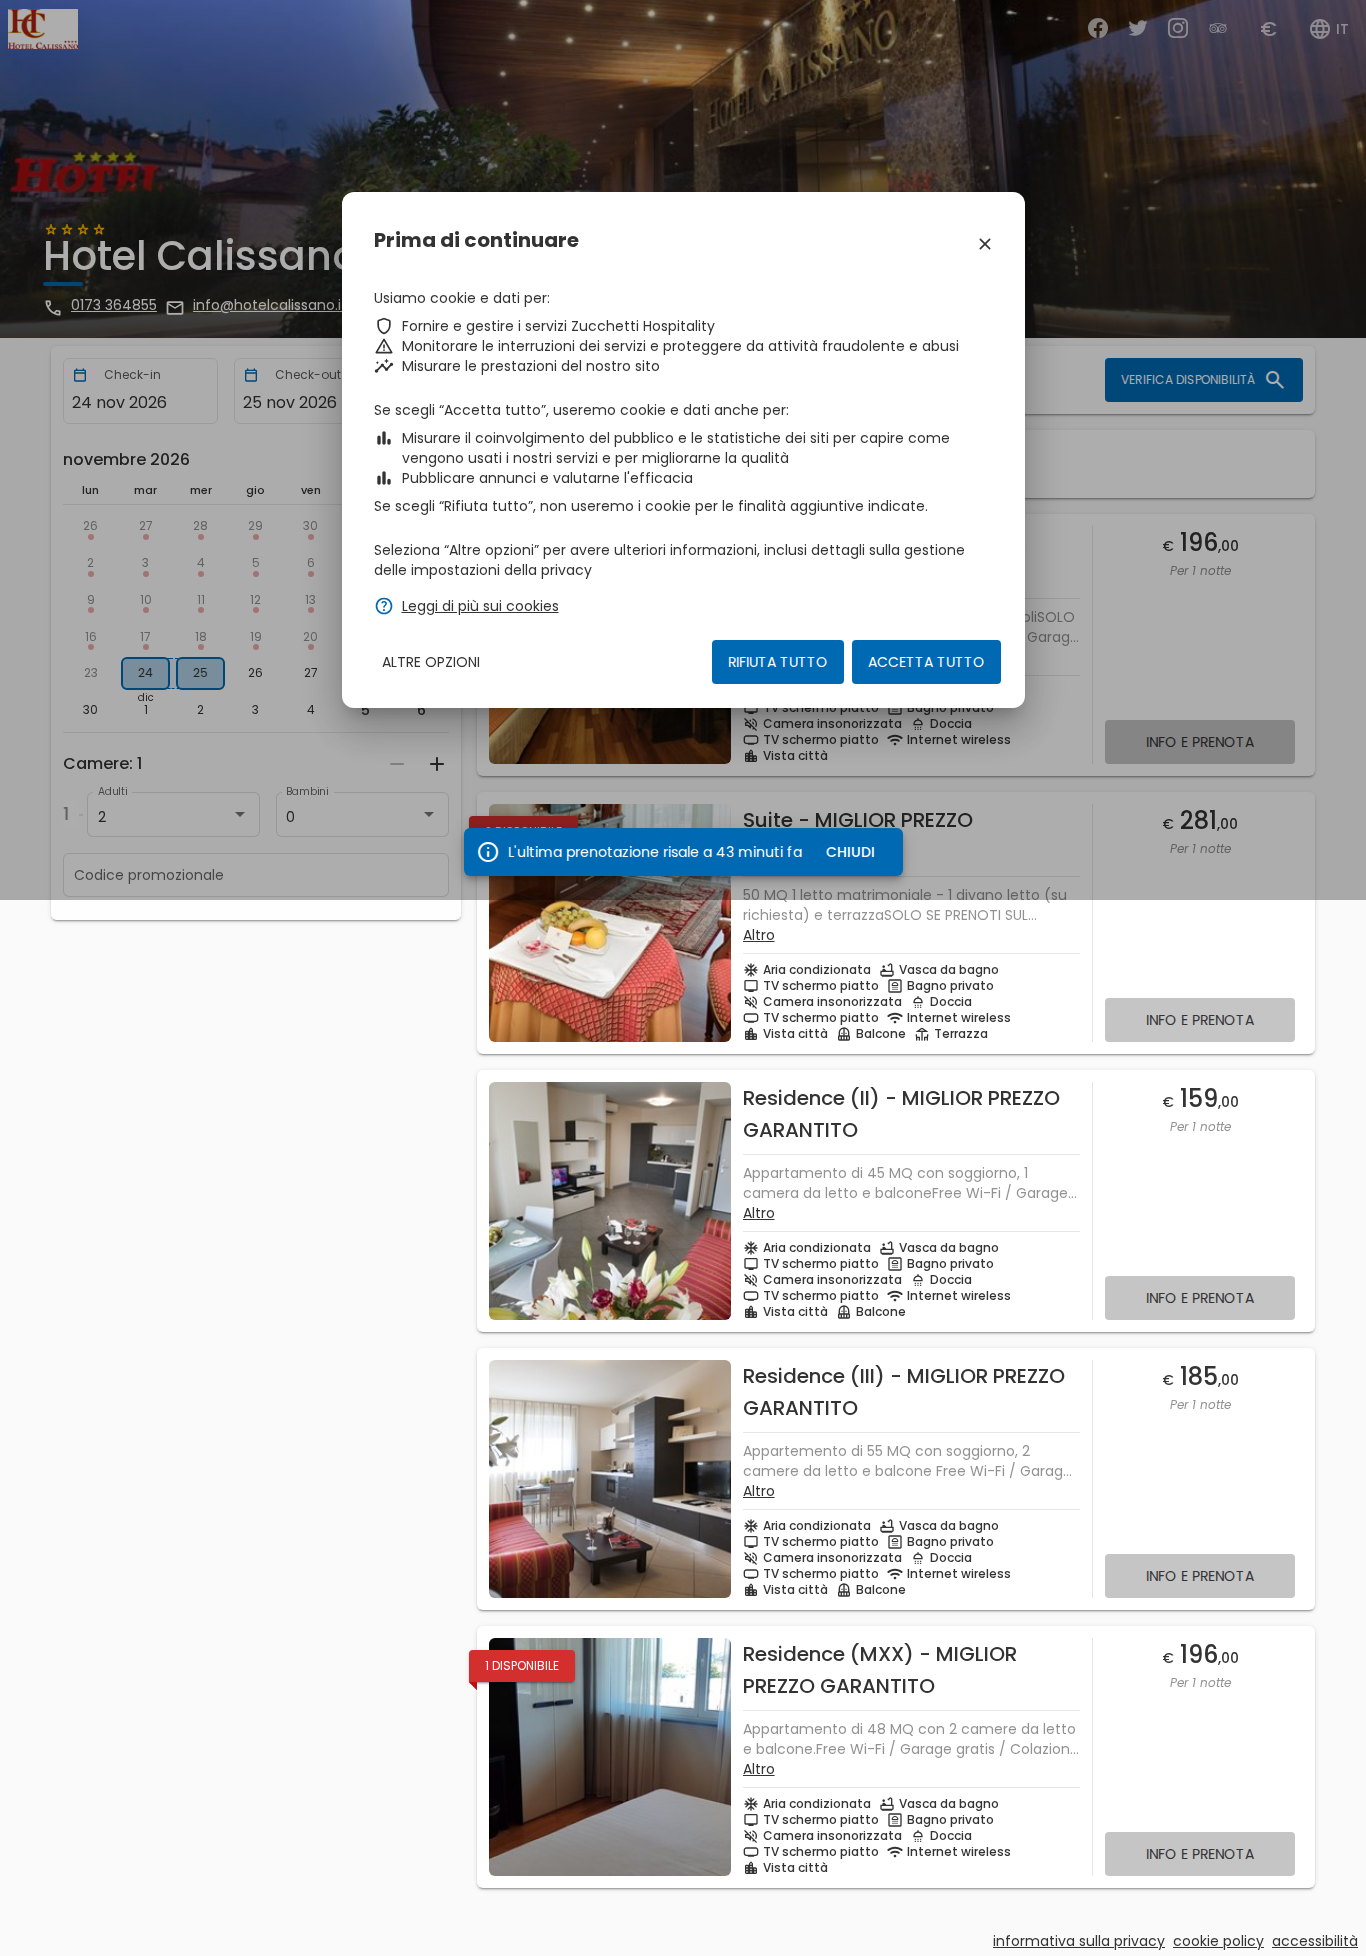 HC
HOTEL CALISSANO
IT
HOTEL CALISSANO
HOTEL
Hotel Calissano
0173 364855
info@hotelcalissano.i
Check-in
24 nov 2026
Check-out
25 nov 2026
VERIFICA DISPONIBILITÀ
novembre 2026
lun mar mer gio ven
26 27 28 29 30
2 3 4 5 6
9 10 11 12 13
16 17 18 19 20
23 24 25 26 27
dic
30 1 2 3 4 5 6
Camere: 1
1 -
Adulti
2
Bambini
0
Codice promozionale
Prima di continuare
Usiamo cookie e dati per:
Fornire e gestire i servizi Zucchetti Hospitality
Monitorare le interruzioni dei servizi e proteggere da attività fraudolente e abusi
Misurare le prestazioni del nostro sito
Se scegli “Accetta tutto”, useremo cookie e dati anche per:
Misurare il coinvolgimento del pubblico e le statistiche dei siti per capire come
vengono usati i nostri servizi e per migliorarne la qualità
Pubblicare annunci e valutarne l'efficacia
Se scegli “Rifiuta tutto”, non useremo i cookie per le finalità aggiuntive indicate.
Seleziona “Altre opzioni” per avere ulteriori informazioni, inclusi dettagli sulla gestione
delle impostazioni della privacy
Leggi di più sui cookies
ALTRE OPZIONI
RIFIUTA TUTTO
ACCETTA TUTTO
€ 196,00
Per 1 notte
oliSOLO
Garag...
TV schermo piatto Bagno privato
Camera insonorizzata Doccia
TV schermo piatto Internet wireless
Vista città
INFO E PRENOTA
Suite - MIGLIOR PREZZO
L'ultima prenotazione risale a 43 minuti fa
CHIUDI
50 MQ 1 letto matrimoniale - 1 divano letto (su
richiesta) e terrazzaSOLO SE PRENOTI SUL...
Altro
Aria condizionata Vasca da bagno
TV schermo piatto Bagno privato
Camera insonorizzata Doccia
TV schermo piatto Internet wireless
Vista città Balcone Terrazza
€ 281,00
Per 1 notte
INFO E PRENOTA
Residence (II) - MIGLIOR PREZZO
GARANTITO
Appartamento di 45 MQ con soggiorno, 1
camera da letto e balconeFree Wi-Fi / Garage...
Altro
Aria condizionata Vasca da bagno
TV schermo piatto Bagno privato
Camera insonorizzata Doccia
TV schermo piatto Internet wireless
Vista città Balcone
€ 159,00
Per 1 notte
INFO E PRENOTA
Residence (III) - MIGLIOR PREZZO
GARANTITO
Appartemento di 55 MQ con soggiorno, 2
camere da letto e balcone Free Wi-Fi / Garag...
Altro
Aria condizionata Vasca da bagno
TV schermo piatto Bagno privato
Camera insonorizzata Doccia
TV schermo piatto Internet wireless
Vista città Balcone
€ 185,00
Per 1 notte
INFO E PRENOTA
1 DISPONIBILE
Residence (MXX) - MIGLIOR
PREZZO GARANTITO
Appartamento di 48 MQ con 2 camere da letto
e balcone.Free Wi-Fi / Garage gratis / Colazion...
Altro
Aria condizionata Vasca da bagno
TV schermo piatto Bagno privato
Camera insonorizzata Doccia
TV schermo piatto Internet wireless
Vista città
€ 196,00
Per 1 notte
INFO E PRENOTA
informativa sulla privacy cookie policy accessibilità